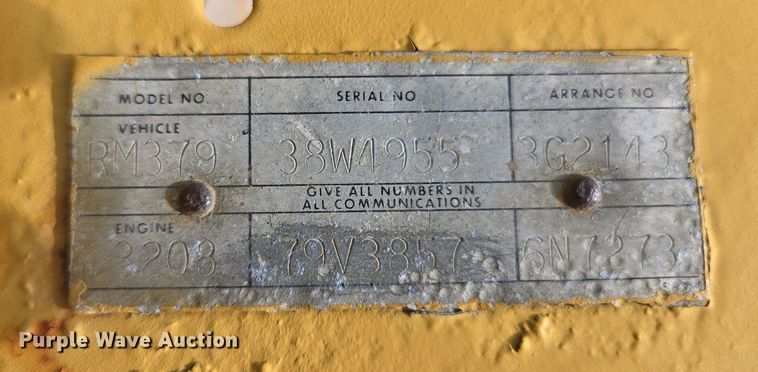 MODEL NO SERIAL NO ARRANGE NO
VEHICLE
RM379 38W4955 3G2143
GIVE ALL NUMBERS IN
ALL COMMUNICATIONS
ENGINE
3208 79V3857 6N7273
Purple Wave Auction